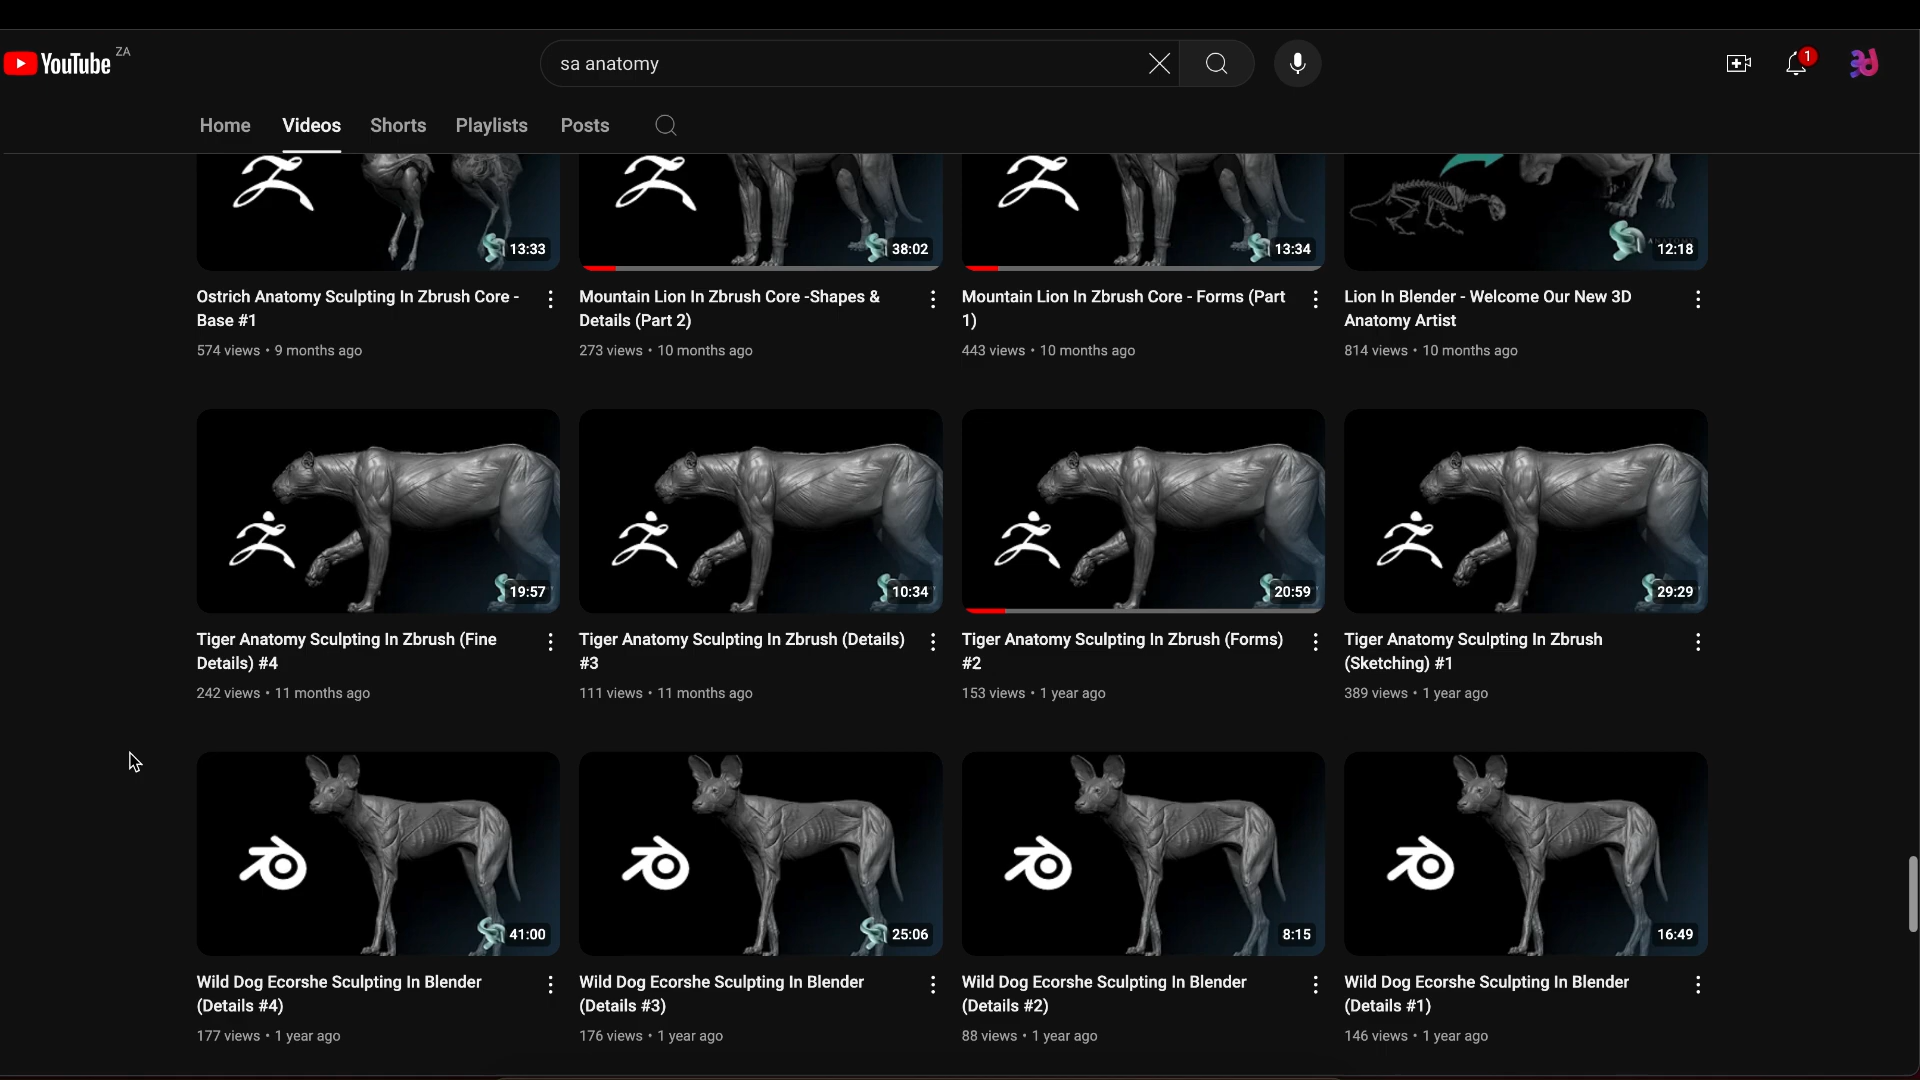 YouTube ZA
sa anatomy
1
Home Videos Shorts Playlists Posts
13:33
38:02
13:34
12:18
Ostrich Anatomy Sculpting In Zbrush Core -
Base #1
574 views • 9 months ago
Mountain Lion In Zbrush Core -Shapes &
Details (Part 2)
273 views • 10 months ago
Mountain Lion In Zbrush Core - Forms (Part
1)
443 views • 10 months ago
Lion In Blender - Welcome Our New 3D
Anatomy Artist
814 views • 10 months ago
19:57
10:34
20:59
29:29
Tiger Anatomy Sculpting In Zbrush (Fine
Details) #4
242 views • 11 months ago
Tiger Anatomy Sculpting In Zbrush (Details)
#3
111 views • 11 months ago
Tiger Anatomy Sculpting In Zbrush (Forms)
#2
153 views • 1 year ago
Tiger Anatomy Sculpting In Zbrush
(Sketching) #1
389 views • 1 year ago
41:00
25:06
8:15
16:49
Wild Dog Ecorshe Sculpting In Blender
(Details #4)
177 views • 1 year ago
Wild Dog Ecorshe Sculpting In Blender
(Details #3)
176 views • 1 year ago
Wild Dog Ecorshe Sculpting In Blender
(Details #2)
88 views • 1 year ago
Wild Dog Ecorshe Sculpting In Blender
(Details #1)
146 views • 1 year ago